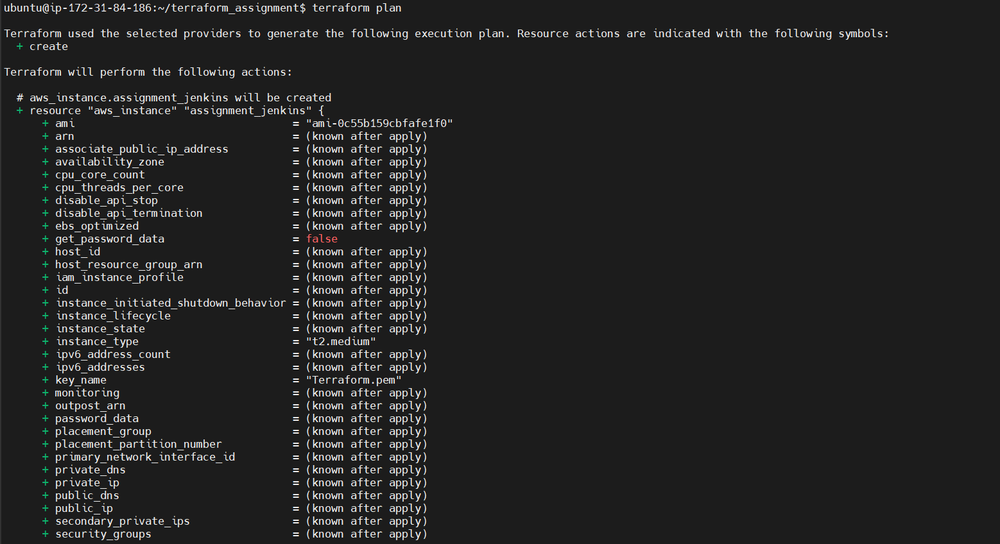 ubuntu@ip-172-31-84-186:~/terraform_assignment$ terraform plan
Terraform used the selected providers to generate the following execution plan. Resource actions are indicated with the following symbols:
  + create
Terraform will perform the following actions:
  # aws_instance.assignment_jenkins will be created
  + resource "aws_instance" "assignment_jenkins" {
      + ami                                  = "ami-0c55b159cbfafe1f0"
      + arn                                  = (known after apply)
      + associate_public_ip_address          = (known after apply)
      + availability_zone                    = (known after apply)
      + cpu_core_count                       = (known after apply)
      + cpu_threads_per_core                 = (known after apply)
      + disable_api_stop                     = (known after apply)
      + disable_api_termination              = (known after apply)
      + ebs_optimized                        = (known after apply)
      + get_password_data                    = false
      + host_id                              = (known after apply)
      + host_resource_group_arn              = (known after apply)
      + iam_instance_profile                 = (known after apply)
      + id                                   = (known after apply)
      + instance_initiated_shutdown_behavior = (known after apply)
      + instance_lifecycle                   = (known after apply)
      + instance_state                       = (known after apply)
      + instance_type                        = "t2.medium"
      + ipv6_address_count                   = (known after apply)
      + ipv6_addresses                       = (known after apply)
      + key_name                             = "Terraform.pem"
      + monitoring                           = (known after apply)
      + outpost_arn                          = (known after apply)
      + password_data                        = (known after apply)
      + placement_group                      = (known after apply)
      + placement_partition_number           = (known after apply)
      + primary_network_interface_id         = (known after apply)
      + private_dns                          = (known after apply)
      + private_ip                           = (known after apply)
      + public_dns                           = (known after apply)
      + public_ip                            = (known after apply)
      + secondary_private_ips                = (known after apply)
      + security_groups                      = (known after apply)